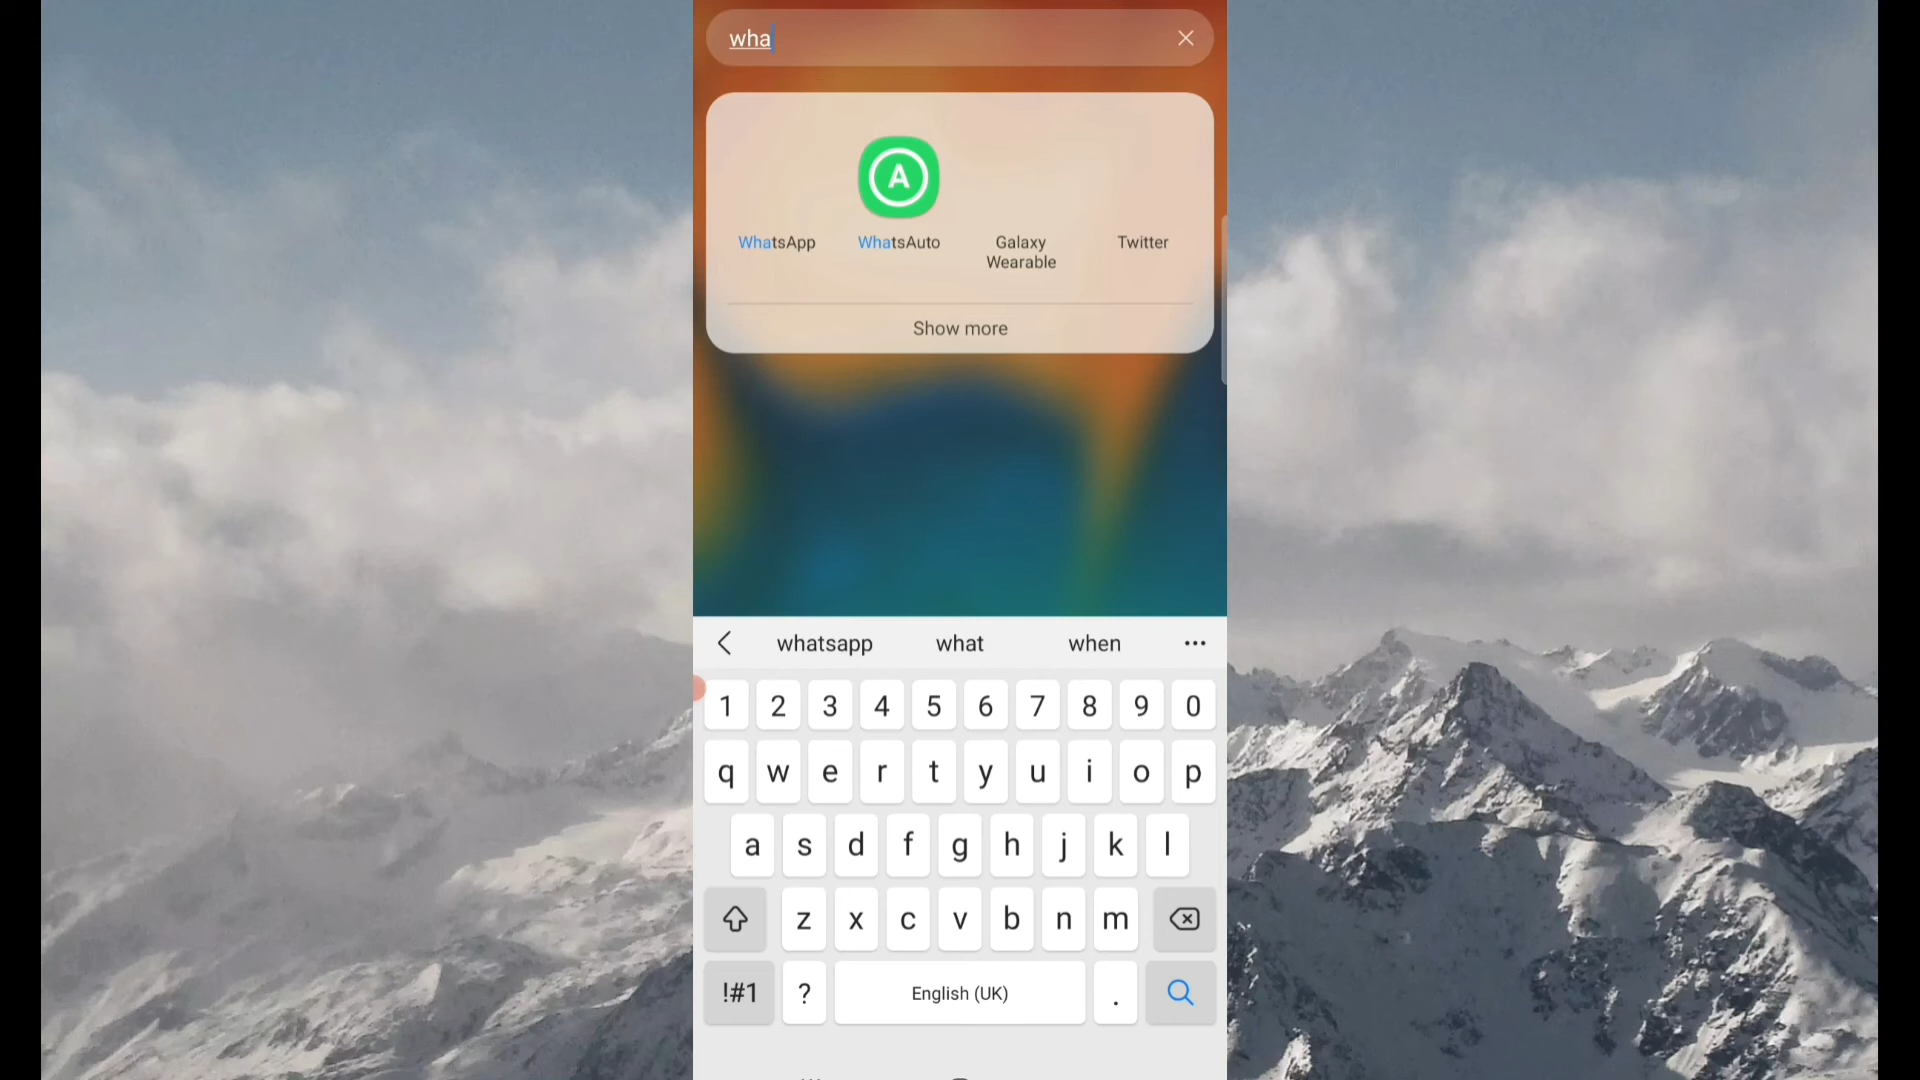 wha
A
WhatsApp WhatsAuto Galaxy Twitter
Wearable
Show more
whatsapp what when
1 2 3 4 5 6 7 8 9 0
q w e r t y u i o p
a s d f g h j k l
z x c v b n m
!#1 ? English (UK) .